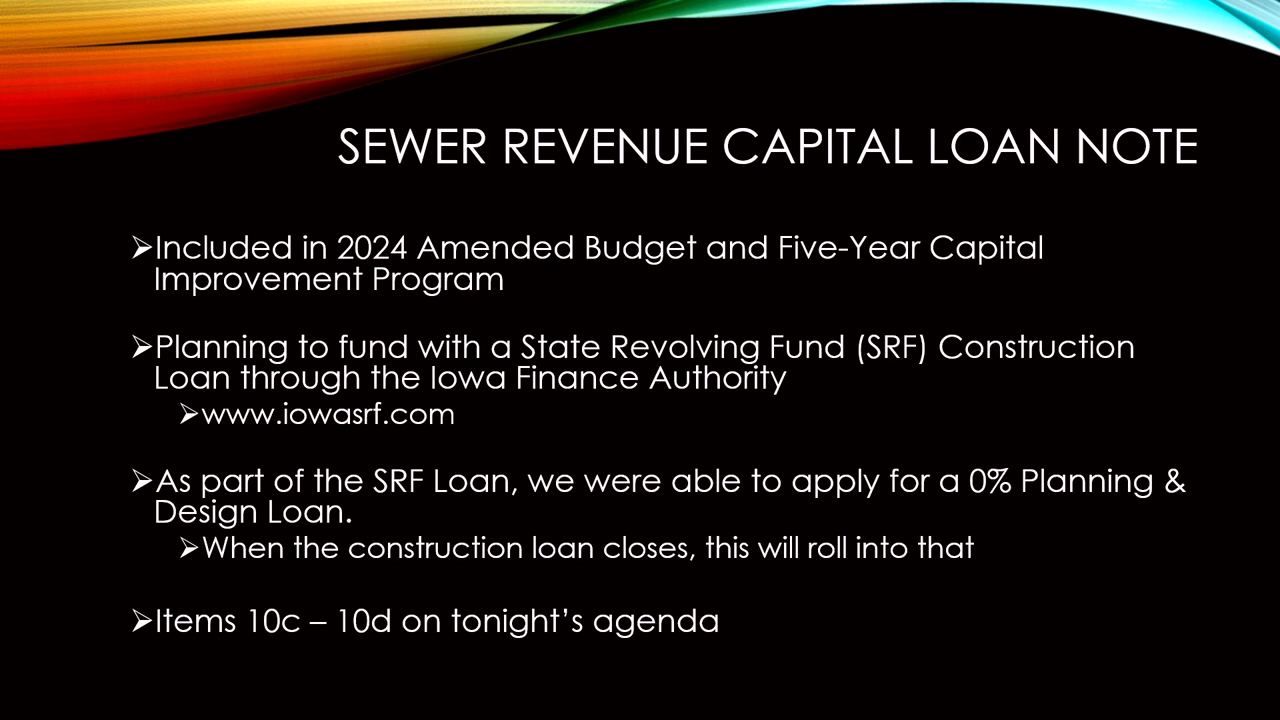 SEWER REVENUE CAPITAL LOAN NOTE
➢Included in 2024 Amended Budget and Five-Year Capital
Improvement Program
➢Planning to fund with a State Revolving Fund (SRF) Construction
Loan through the Iowa Finance Authority
➢www.iowasrf.com
➢As part of the SRF Loan, we were able to apply for a 0% Planning &
Design Loan.
➢When the construction loan closes, this will roll into that
➢Items 10c – 10d on tonight’s agenda